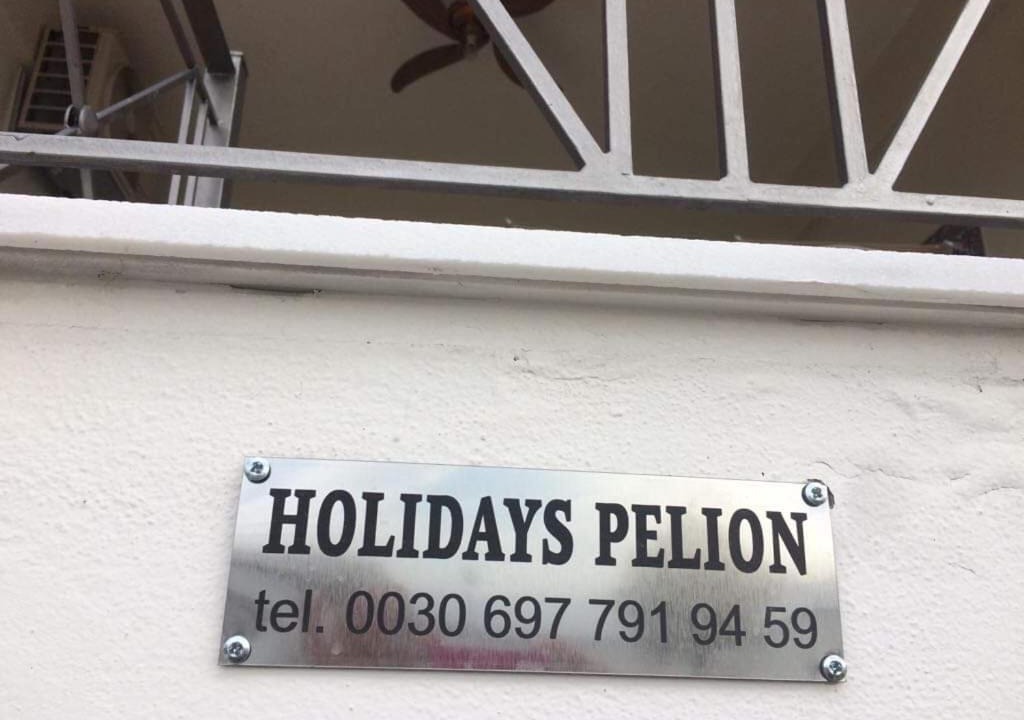 HOLIDAYS PELION
tel. 0030 697 791 94 59